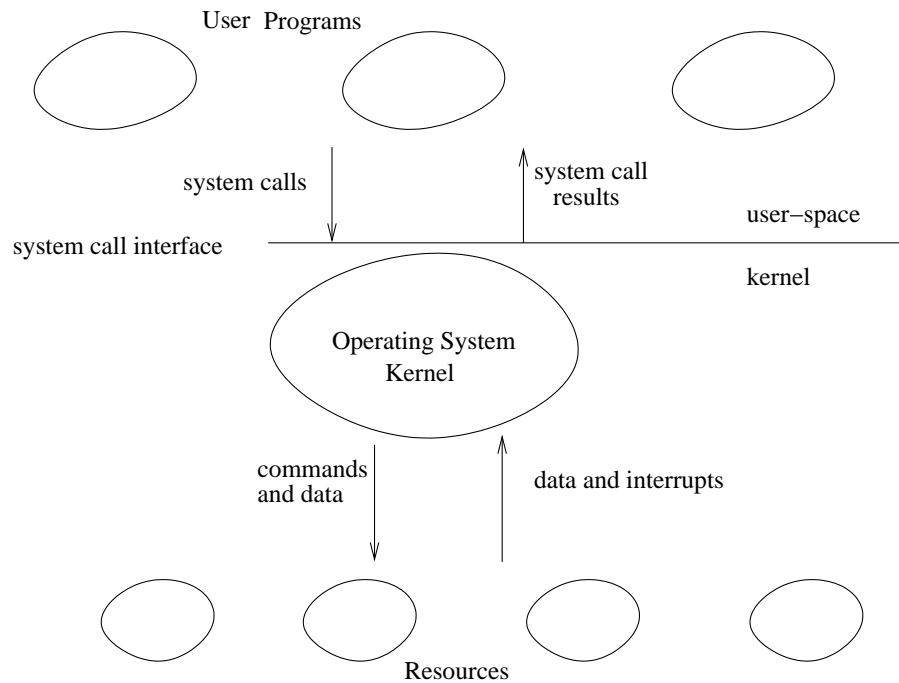 User Programs
system calls
system call
results
user−space
system call interface
kernel
Operating System
Kernel
commands
and data
data and interrupts
Resources